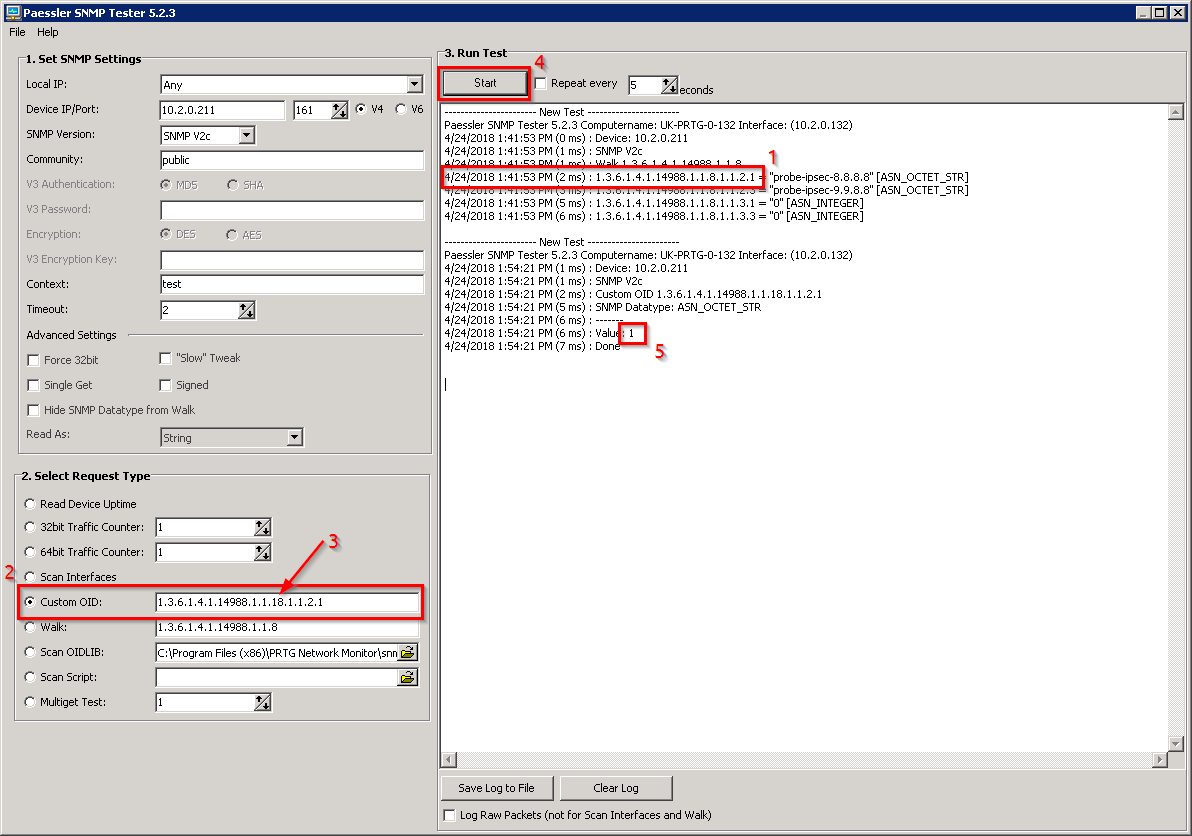 Paessler SNMP Tester 5.2.3
File Help
1. Set SNMP Settings
Local IP: Any
Device IP/Port: 10.2.0.211 161 V4 V6
SNMP Version: SNMP V2c
Community: public
V3 Authentication: MD5 SHA
V3 Password:
Encryption: DES AES
V3 Encryption Key:
Context: test
Timeout: 2
Advanced Settings
Force 32bit "Slow" Tweak
Single Get Signed
Hide SNMP Datatype from Walk
Read As: String
2. Select Request Type
Read Device Uptime
32bit Traffic Counter: 1
64bit Traffic Counter: 1
3
2
Scan Interfaces
Custom OID: 1.3.6.1.4.1.14988.1.1.18.1.1.2.1
Walk: 1.3.6.1.4.1.14988.1.1.8
Scan OIDLIB: C:\Program Files (x86)\PRTG Network Monitor\snn
Scan Script:
Multiget Test: 1
3. Run Test
4
Start Repeat every 5 econds
----------------------- New Test -----------------------
Paessler SNMP Tester 5.2.3 Computername: UK-PRTG-0-132 Interface: (10.2.0.132)
4/24/2018 1:41:53 PM (0 ms) : Device: 10.2.0.211
4/24/2018 1:41:53 PM (1 ms) : SNMP V2c
4/24/2018 1:41:53 PM (1 ms) : Walk 1.3.6.1.4.1.14988.1.1.8
1
4/24/2018 1:41:53 PM (2 ms) : 1.3.6.1.4.1.14988.1.1.8.1.1.2.1 = "probe-ipsec-8.8.8.8" [ASN_OCTET_STR]
4/24/2018 1:41:53 PM (3 ms) : 1.3.6.1.4.1.14988.1.1.8.1.1.2.3 = "probe-ipsec-9.9.8.8" [ASN_OCTET_STR]
4/24/2018 1:41:53 PM (5 ms) : 1.3.6.1.4.1.14988.1.1.8.1.1.3.1 = "0" [ASN_INTEGER]
4/24/2018 1:41:53 PM (6 ms) : 1.3.6.1.4.1.14988.1.1.8.1.1.3.3 = "0" [ASN_INTEGER]
----------------------- New Test -----------------------
Paessler SNMP Tester 5.2.3 Computername: UK-PRTG-0-132 Interface: (10.2.0.132)
4/24/2018 1:54:21 PM (1 ms) : Device: 10.2.0.211
4/24/2018 1:54:21 PM (1 ms) : SNMP V2c
4/24/2018 1:54:21 PM (2 ms) : Custom OID 1.3.6.1.4.1.14988.1.1.18.1.1.2.1
4/24/2018 1:54:21 PM (5 ms) : SNMP Datatype: ASN_OCTET_STR
4/24/2018 1:54:21 PM (6 ms) : -------
4/24/2018 1:54:21 PM (6 ms) : Value: 1
4/24/2018 1:54:21 PM (7 ms) : Done
5
Save Log to File Clear Log
Log Raw Packets (not for Scan Interfaces and Walk)